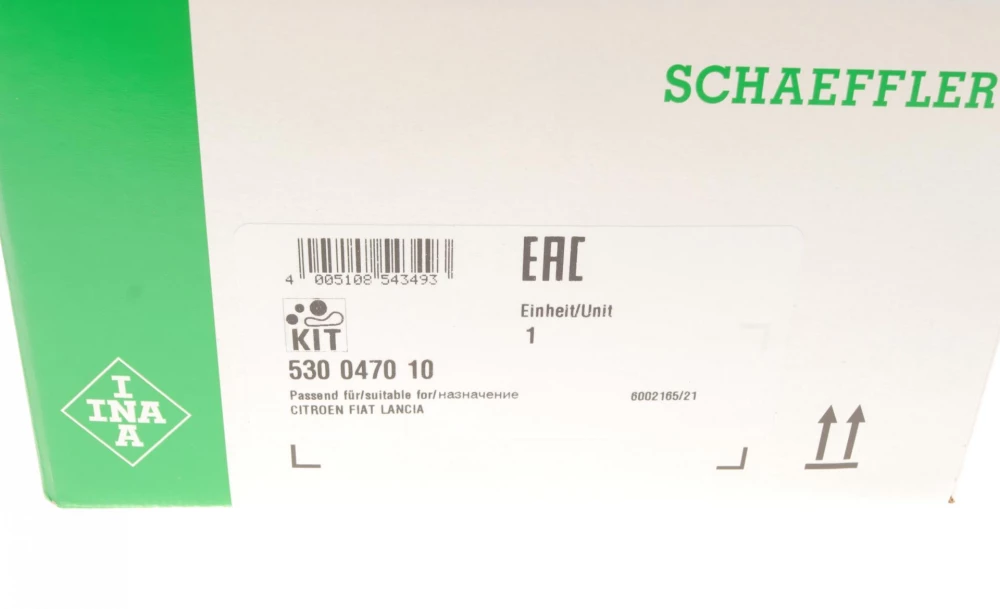 SCHAEFFLER
4 005108 543493
EAC
Einheit/Unit
1
KIT
530 0470 10
Passend für/suitable for/назначение
CITROEN FIAT LANCIA
6002165/21
I
INA
A